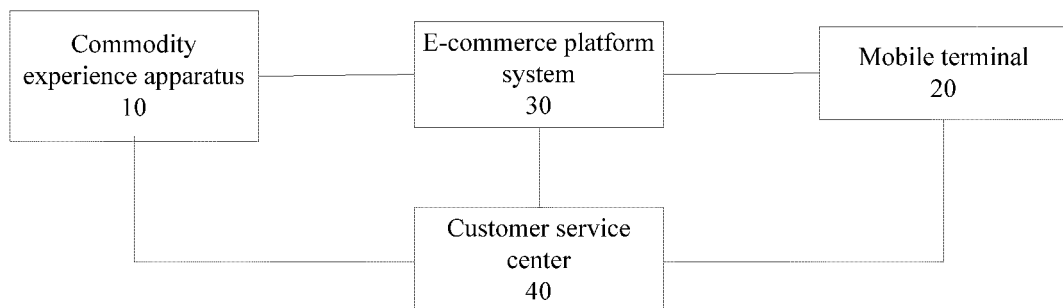 Commodity
experience apparatus
10
E-commerce platform
system
30
Mobile terminal
20
Customer service
center
40